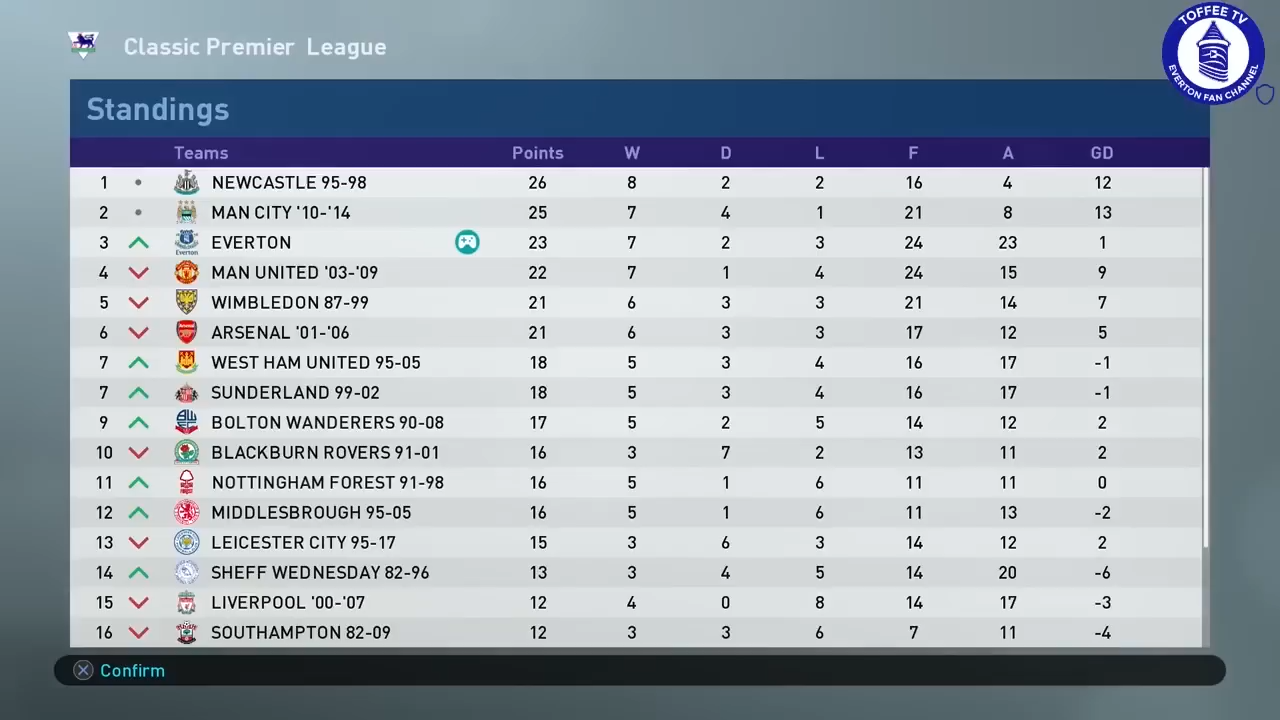 TOFFEE TV
EVERTON FAN CHANNEL
Classic Premier League
Standings
Teams Points W D L F A GD
1 NEWCASTLE 95-98 26 8 2 2 16 4 12
2 MAN CITY '10-'14 25 7 4 1 21 8 13
3 EVERTON 23 7 2 3 24 23 1
4 MAN UNITED '03-'09 22 7 1 4 24 15 9
5 WIMBLEDON 87-99 21 6 3 3 21 14 7
6 ARSENAL '01-'06 21 6 3 3 17 12 5
7 WEST HAM UNITED 95-05 18 5 3 4 16 17 -1
7 SUNDERLAND 99-02 18 5 3 4 16 17 -1
9 BOLTON WANDERERS 90-08 17 5 2 5 14 12 2
10 BLACKBURN ROVERS 91-01 16 3 7 2 13 11 2
11 NOTTINGHAM FOREST 91-98 16 5 1 6 11 11 0
12 MIDDLESBROUGH 95-05 16 5 1 6 11 13 -2
13 LEICESTER CITY 95-17 15 3 6 3 14 12 2
14 SHEFF WEDNESDAY 82-96 13 3 4 5 14 20 -6
15 LIVERPOOL '00-'07 12 4 0 8 14 17 -3
16 SOUTHAMPTON 82-09 12 3 3 6 7 11 -4
Confirm